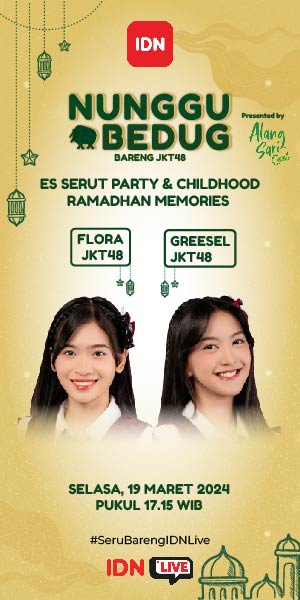 IDN
NUNGGU
BEDUG
BARENG JKT48
Presented by
Alang
Sari
ES SERUT PARTY & CHILDHOOD
RAMADHAN MEMORIES
FLORA
JKT48
GREESEL
JKT48
SELASA, 19 MARET 2024
PUKUL 17.15 WIB
#SeruBarengIDNLive
IDN LIVE